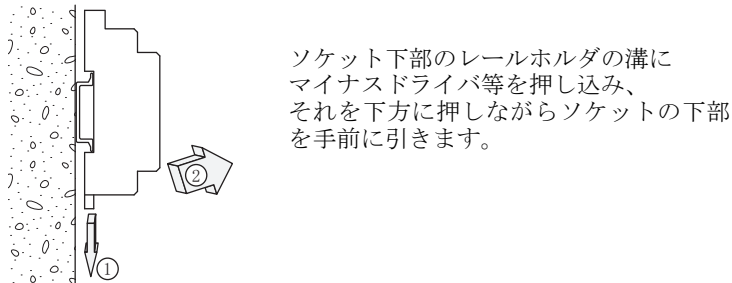 ソケット下部のレールホルダの溝に
マイナスドライバ等を押し込み、
それを下方に押しながらソケットの下部
を手前に引きます。
②
①